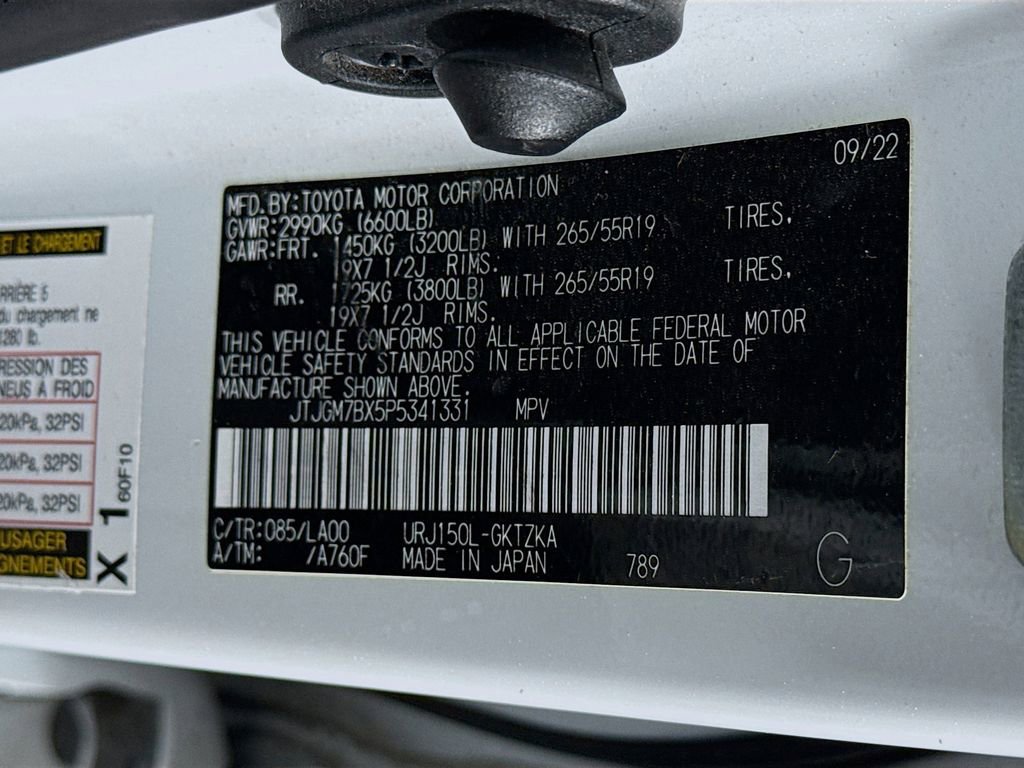 09/22
MFD.BY:TOYOTA MOTOR CORPORATION
GVWR:2990KG (6600LB)
GAWR:FRT. 1450KG (3200LB) WITH 265/55R19 TIRES,
19X7 1/2J RIMS.
RR. 1725KG (3800LB) WITH 265/55R19 TIRES,
19X7 1/2J RIMS.
THIS VEHICLE CONFORMS TO ALL APPLICABLE FEDERAL MOTOR
VEHICLE SAFETY STANDARDS IN EFFECT ON THE DATE OF
MANUFACTURE SHOWN ABOVE.
JTJGM7BX5P5341331 MPV
C/TR:085/LA00 URJ150L-GKTZKA
A/TM: /A760F MADE IN JAPAN 789 G
ET LE CHARGEMENT
5
du chargement ne
1280 lb.
RESSION DES
NEUS A FROID
20kPa, 32PSI
20kPa, 32PSI
20kPa, 32PSI
USAGER
GNEMENTS
X 1 60F10